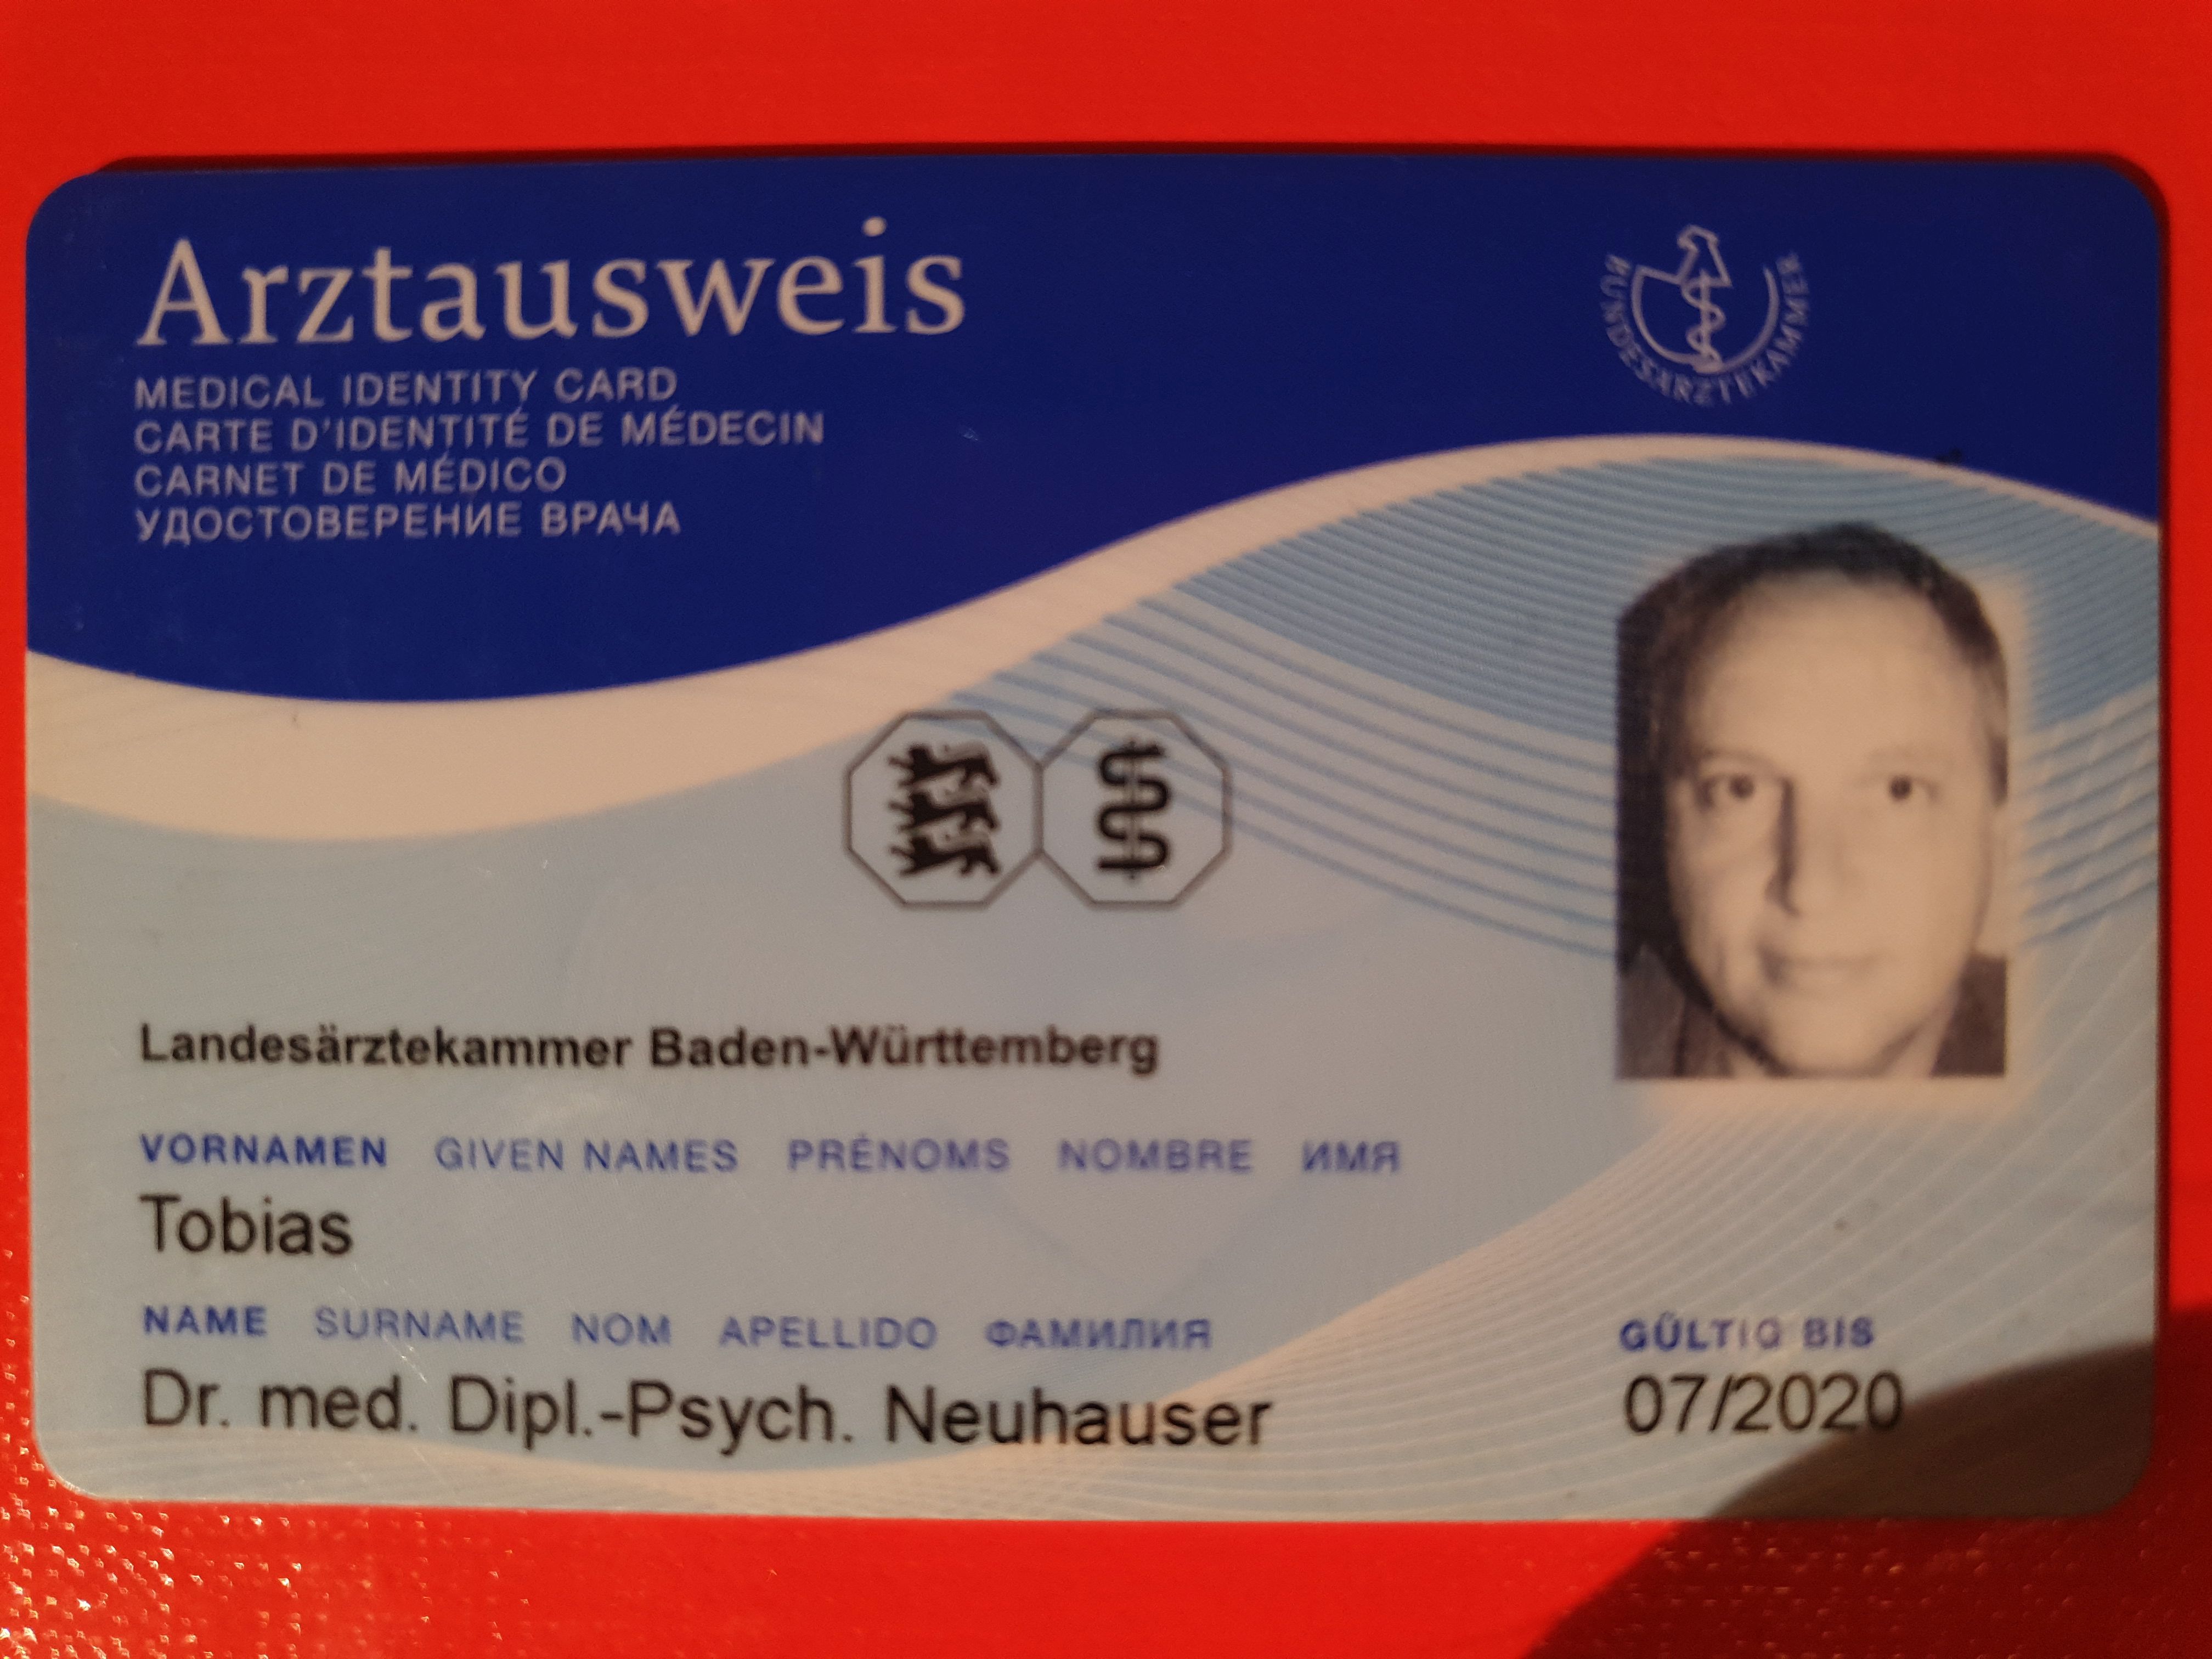 Arztausweis
BUNDESÄRZTEKAMMER
MEDICAL IDENTITY CARD
CARTE D'IDENTITÉ DE MÉDECIN
CARNET DE MÉDICO
УДОСТОВЕРЕНИЕ ВРАЧА
Landesärztekammer Baden-Württemberg
VORNAMEN GIVEN NAMES PRÉNOMS NOMBRE ИМЯ
Tobias
NAME SURNAME NOM APELLIDO ФАМИЛИЯ
Dr. med. Dipl.-Psych. Neuhauser
GÜLTIG BIS
07/2020